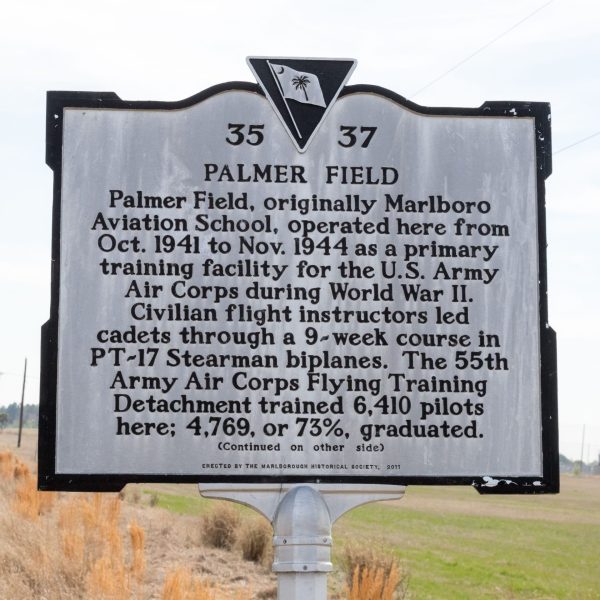 35 37
PALMER FIELD
Palmer Field, originally Marlboro
Aviation School, operated here from
Oct. 1941 to Nov. 1944 as a primary
training facility for the U.S. Army
Air Corps during World War II.
Civilian flight instructors led
cadets through a 9-week course in
PT-17 Stearman biplanes. The 55th
Army Air Corps Flying Training
Detachment trained 6,410 pilots
here; 4,769, or 73%, graduated.
(Continued on other side)
ERECTED BY THE MARLBOROUGH HISTORICAL SOCIETY, 2011